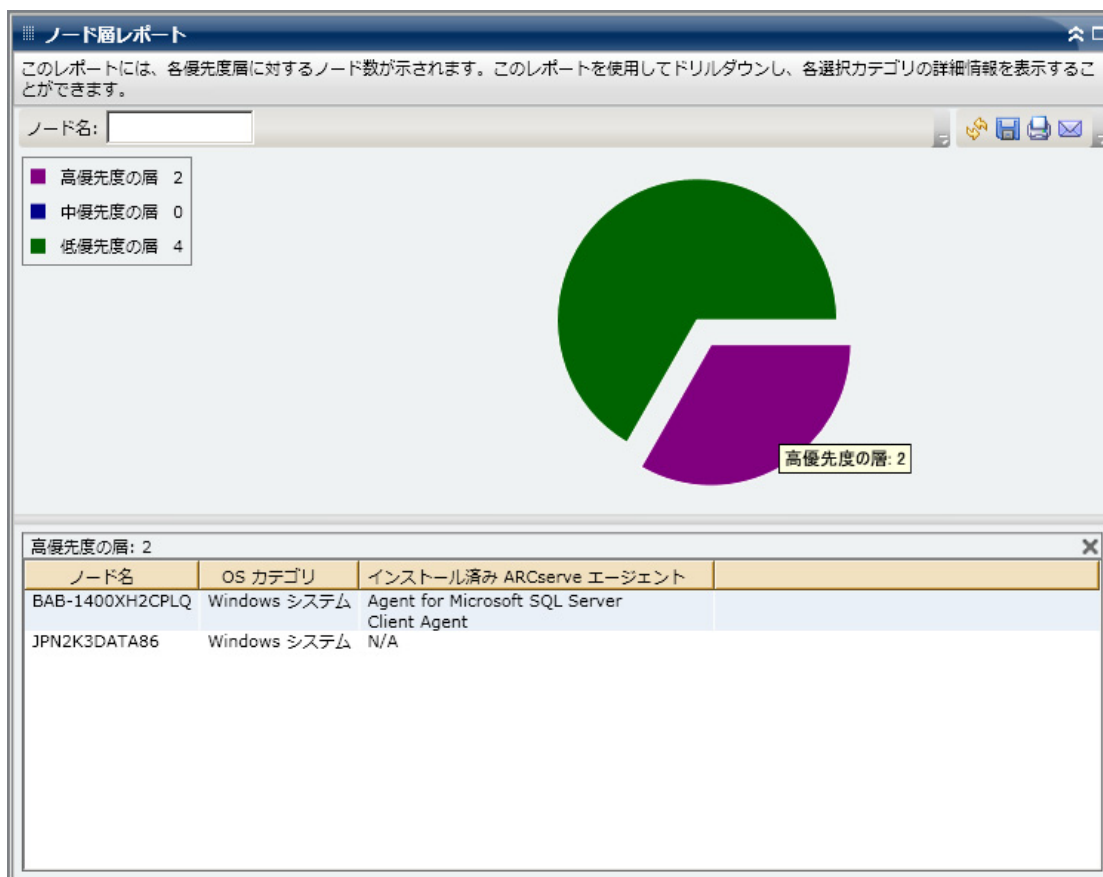 ノード層レポート
このレポートには、各優先度層に対するノード数が示されます。このレポートを使用してドリルダウンし、各選択カテゴリの詳細情報を表示するこ
とができます。
ノード名:
高優先度の層 2
中優先度の層 0
低優先度の層 4
高優先度の層: 2
高優先度の層: 2
ノード名 OS カテゴリ インストール済み ARCserve エージェント
BAB-1400XH2CPLQ Windows システム Agent for Microsoft SQL Server
Client Agent
JPN2K3DATA86 Windows システム N/A